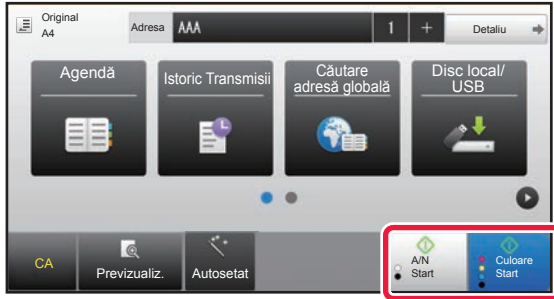 Original
A4
Adresa
AAA
1
+
Detaliu
Agendă
Istoric Transmisii
Căutare
adresă globală
Disc local/
USB
CA
Previzualiz.
Autosetat
A/N
Start
Culoare
Start